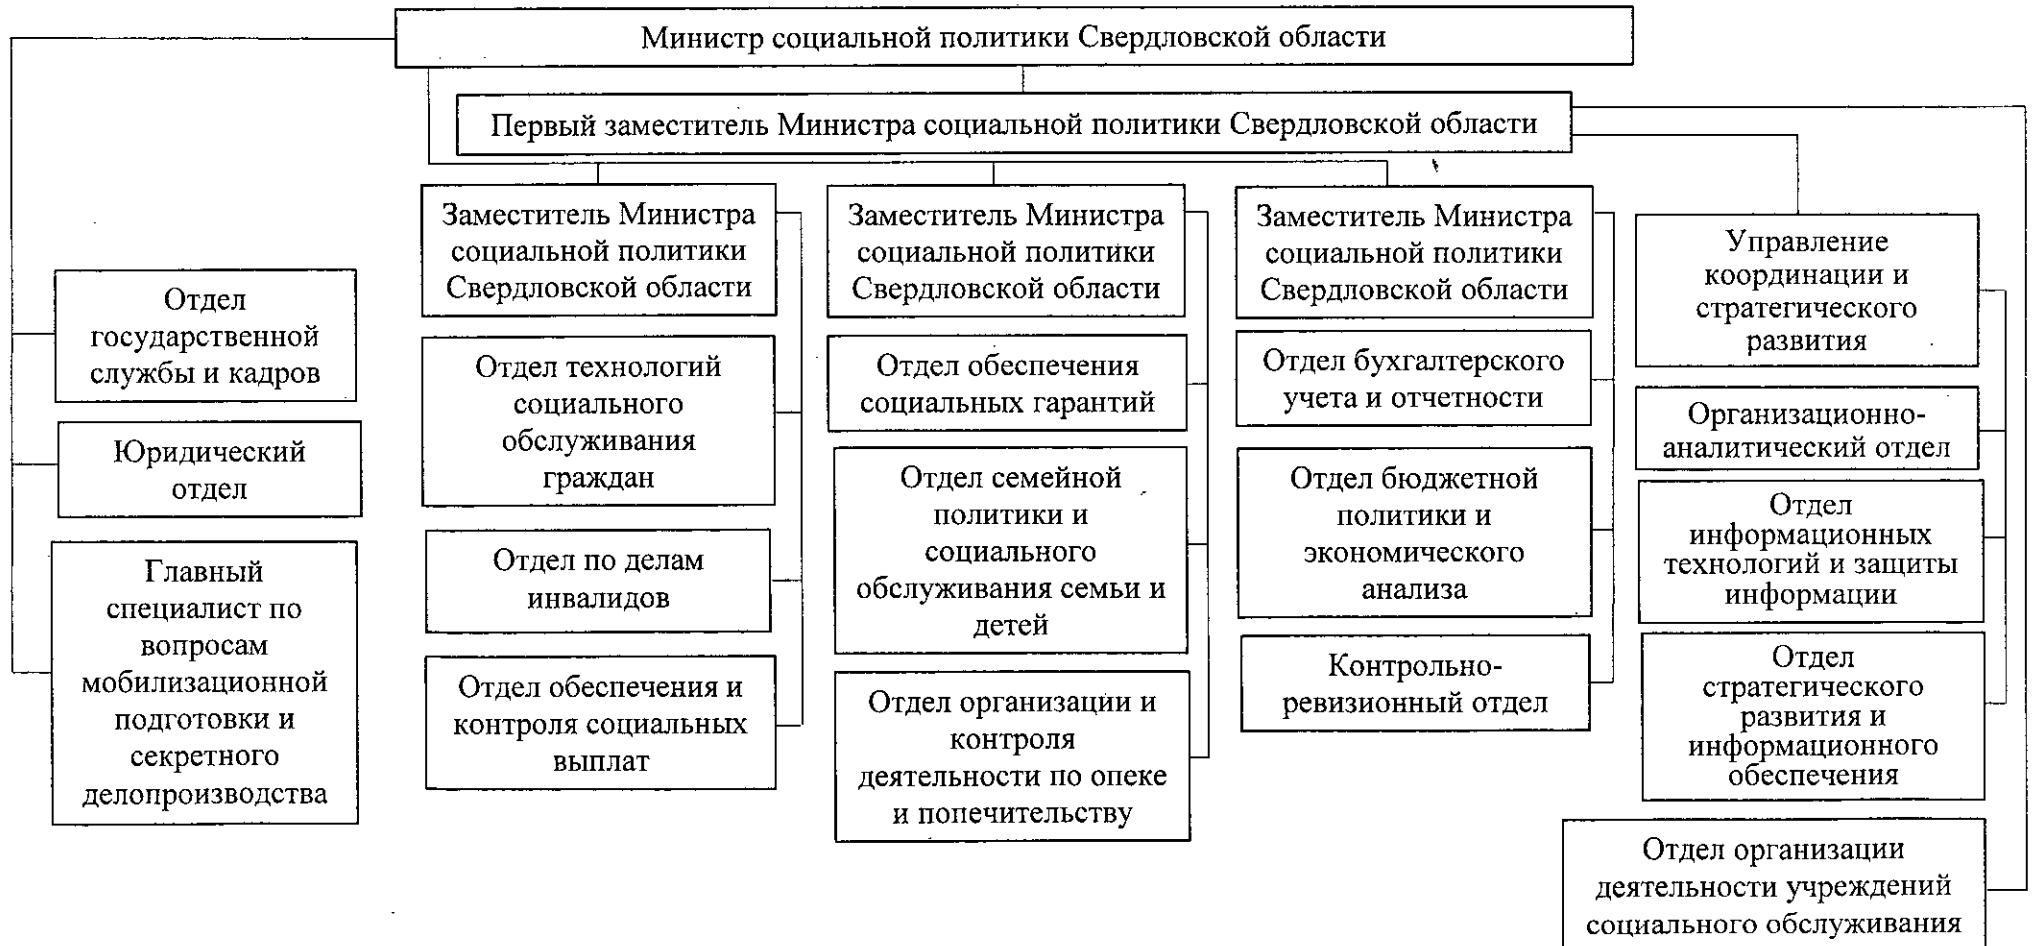 Министр социальной политики Свердловской области
Первый заместитель Министра социальной политики Свердловской области
Отдел
государственной
службы и кадров
Юридический
отдел
Главный
специалист по
вопросам
мобилизационной
подготовки и
секретного
делопроизводства
Заместитель Министра
социальной политики
Свердловской области
Отдел технологий
социального
обслуживания
граждан
Отдел по делам
инвалидов
Отдел обеспечения и
контроля социальных
выплат
Заместитель Министра
социальной политики
Свердловской области
Отдел обеспечения
социальных гарантий
Отдел семейной
политики и
социального
обслуживания семьи и
детей
Отдел организации и
контроля
деятельности по опеке
и попечительству
Заместитель Министра
социальной политики
Свердловской области
Отдел бухгалтерского
учета и отчетности
Отдел бюджетной
политики и
экономического
анализа
Контрольно-
ревизионный отдел
Управление
координации и
стратегического
развития
Организационно-
аналитический отдел
Отдел
информационных
технологий и защиты
информации
Отдел
стратегического
развития и
информационного
обеспечения
Отдел организации
деятельности учреждений
социального обслуживания